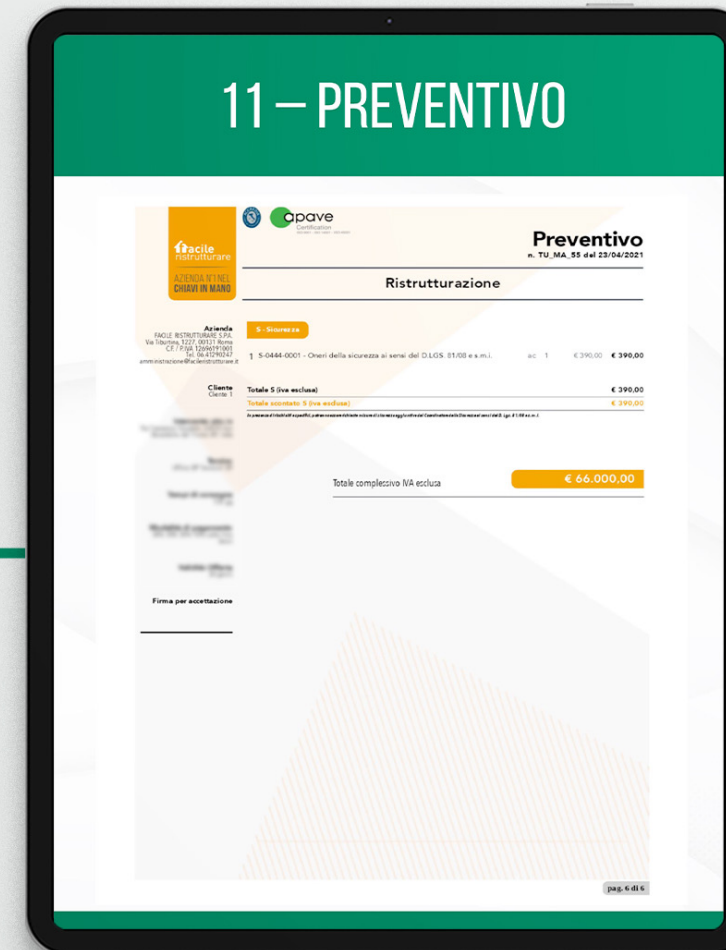 11 – PREVENTIVO
apave
Certification
facile
ristrutturare
AZIENDA N°1 NEL
CHIAVI IN MANO
Preventivo
n. TU_MA_55 del 23/04/2021
Ristrutturazione
Azienda
FACILE RISTRUTTURARE S.P.A.
Via Tiburtina, 1227, 00131 Roma
C.F. / P.IVA 12696191001
Tel. 06.41290247
amministrazione@facileristrutturare.it
Cliente
Cliente 1
S - Sicurezza
1 S-0444-0001 - Oneri della sicurezza ai sensi del D.LGS. 81/08 e s.m.i. ac 1 € 390,00 € 390,00
Totale S (iva esclusa) € 390,00
Totale scontato S (iva esclusa) € 390,00
Totale complessivo IVA esclusa € 66.000,00
Firma per accettazione
pag. 6 di 6